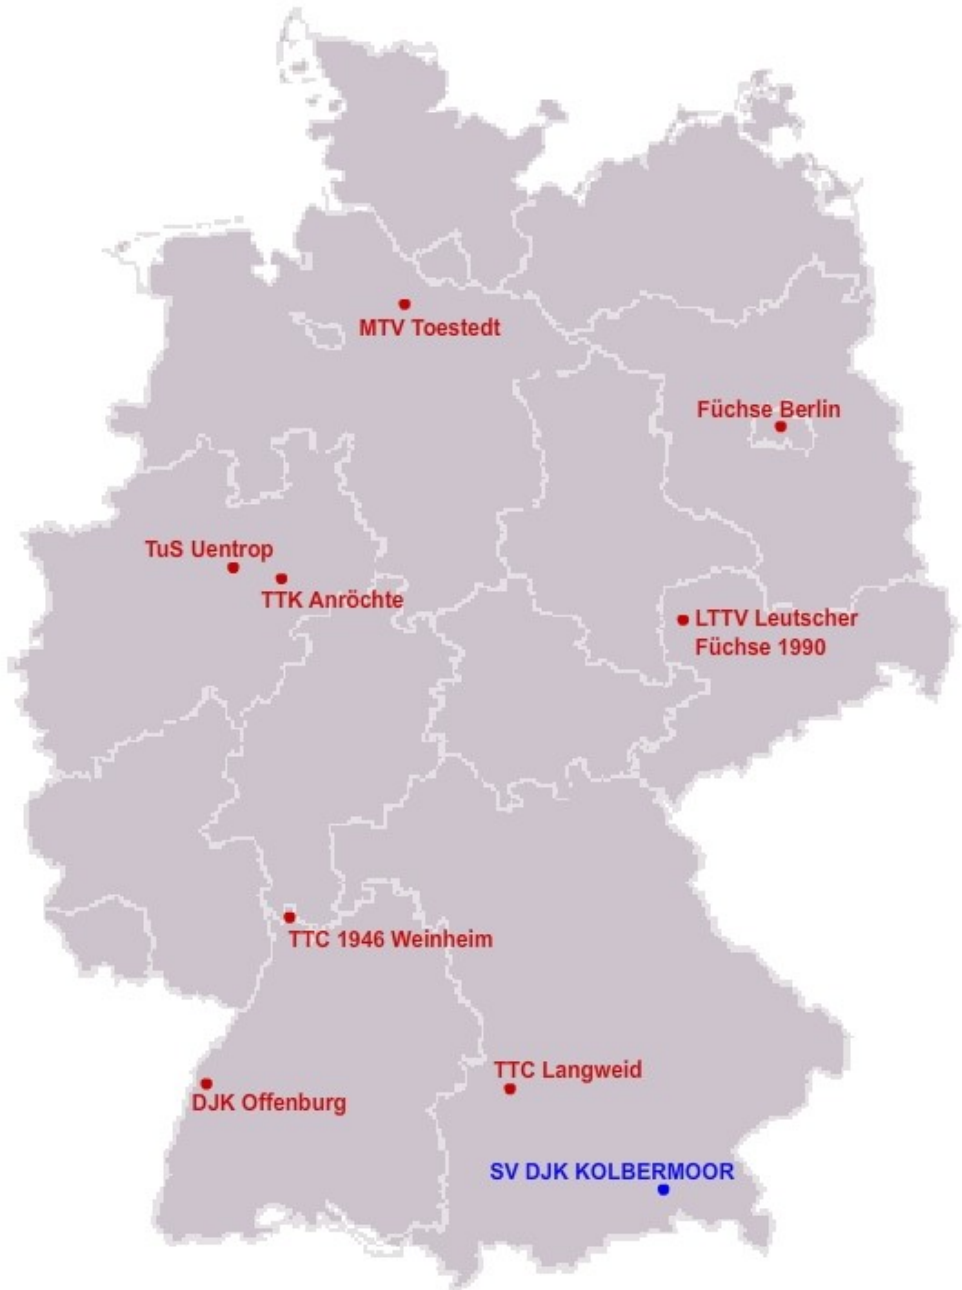 MTV Toestedt
Füchse Berlin
TuS Uentrop
TTK Anröchte
LTTV Leutscher
Füchse 1990
TTC 1946 Weinheim
TTC Langweid
DJK Offenburg
SV DJK KOLBERMOOR